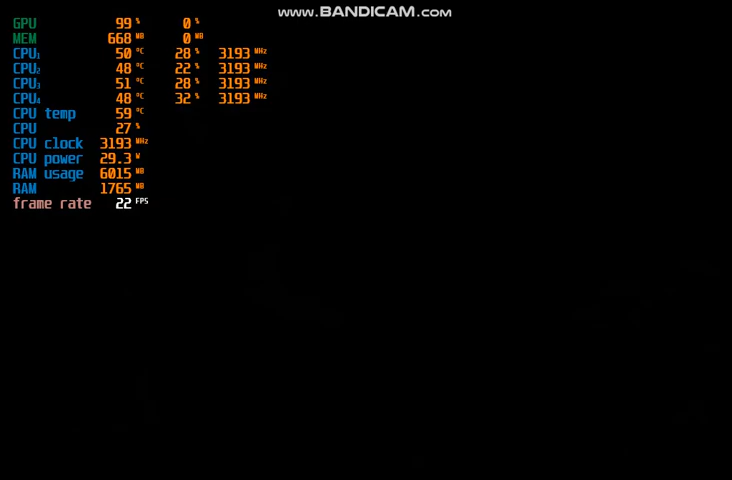 www.BANDICAM.com
GPU 99 % 0 %
MEM 668 MB 0 MB
CPU1 50 °C 28 % 3193 MHz
CPU2 48 °C 22 % 3193 MHz
CPU3 51 °C 28 % 3193 MHz
CPU4 48 °C 32 % 3193 MHz
CPU temp 59 °C
CPU 27 %
CPU clock 3193 MHz
CPU power 29.3 W
RAM usage 6015 MB
RAM 1765 MB
frame rate 22 FPS